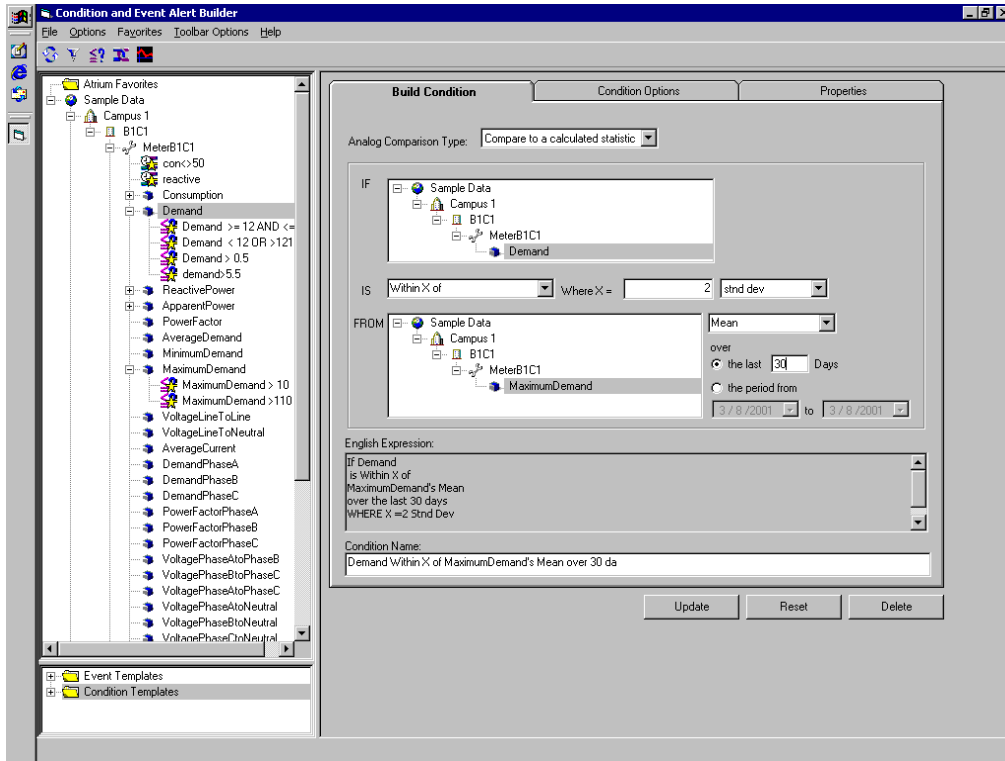 Condition and Event Alert Builder
File Options Favorites Toolbar Options Help
Atrium Favorites
Sample Data
Campus 1
B1C1
MeterB1C1
con<>50
reactive
Consumption
Demand
Demand >= 12 AND <=
Demand < 12 OR >121
Demand > 0.5
demand>5.5
ReactivePower
ApparentPower
PowerFactor
AverageDemand
MinimumDemand
MaximumDemand
MaximumDemand > 10
MaximumDemand >110
VoltageLineToLine
VoltageLineToNeutral
AverageCurrent
DemandPhaseA
DemandPhaseB
DemandPhaseC
PowerFactorPhaseA
PowerFactorPhaseB
PowerFactorPhaseC
VoltagePhaseAtoPhaseB
VoltagePhaseBtoPhaseC
VoltagePhaseAtoPhaseC
VoltagePhaseAtoNeutral
VoltagePhaseBtoNeutral
VoltagePhaseCtoNeutral
Event Templates
Condition Templates
Build Condition
Condition Options
Properties
Analog Comparison Type: Compare to a calculated statistic
IF
Sample Data
Campus 1
B1C1
MeterB1C1
Demand
IS Within X of Where X = 2 stnd dev
FROM
Sample Data
Campus 1
B1C1
MeterB1C1
MaximumDemand
Mean
over
the last 30 Days
the period from
3 / 8 /2001 to 3 / 8 /2001
English Expression:
If Demand
is Within X of
MaximumDemand's Mean
over the last 30 days
WHERE X =2 Stnd Dev
Condition Name:
Demand Within X of MaximumDemand's Mean over 30 da
Update Reset Delete